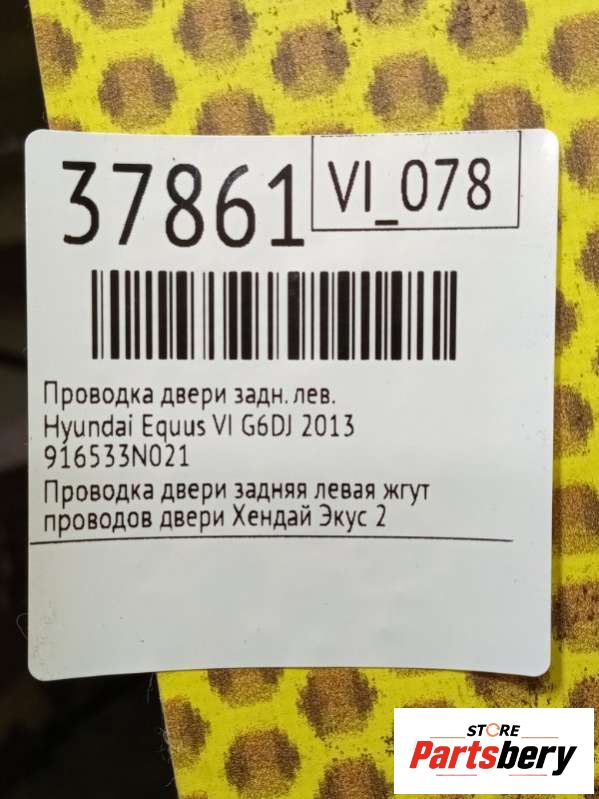 37861
VI_078
Проводка двери задн. лев.
Hyundai Equus VI G6DJ 2013
916533N021
Проводка двери задняя левая жгут
проводов двери Хендай Экус 2
STORE
Partsbery